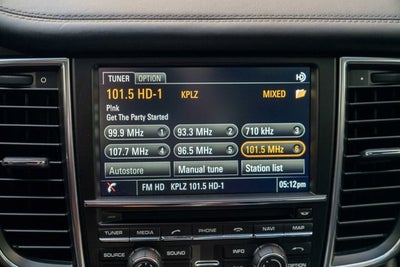 TUNER OPTION
101.5 HD-1 KPLZ MIXED
P!nk
Get The Party Started
99.9 MHz 1 93.3 MHz 2 710 kHz 3
107.7 MHz 4 96.5 MHz 5 101.5 MHz 6
Autostore Manual tune Station list
FM HD KPLZ 101.5 HD-1 05:12pm
TUNER MEDIA PHONE NAV MAP
SOUND SOURCE INFO